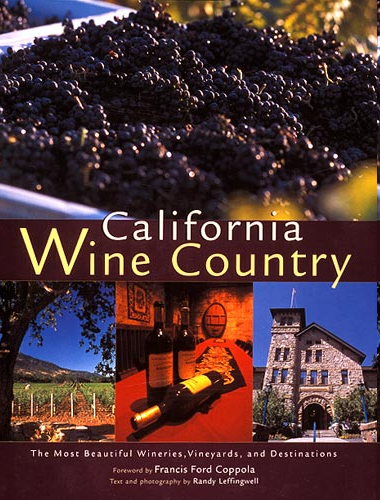 California
Wine Country
The Most Beautiful Wineries, Vineyards, and Destinations
Foreword by Francis Ford Coppola
Text and photography by Randy Leffingwell